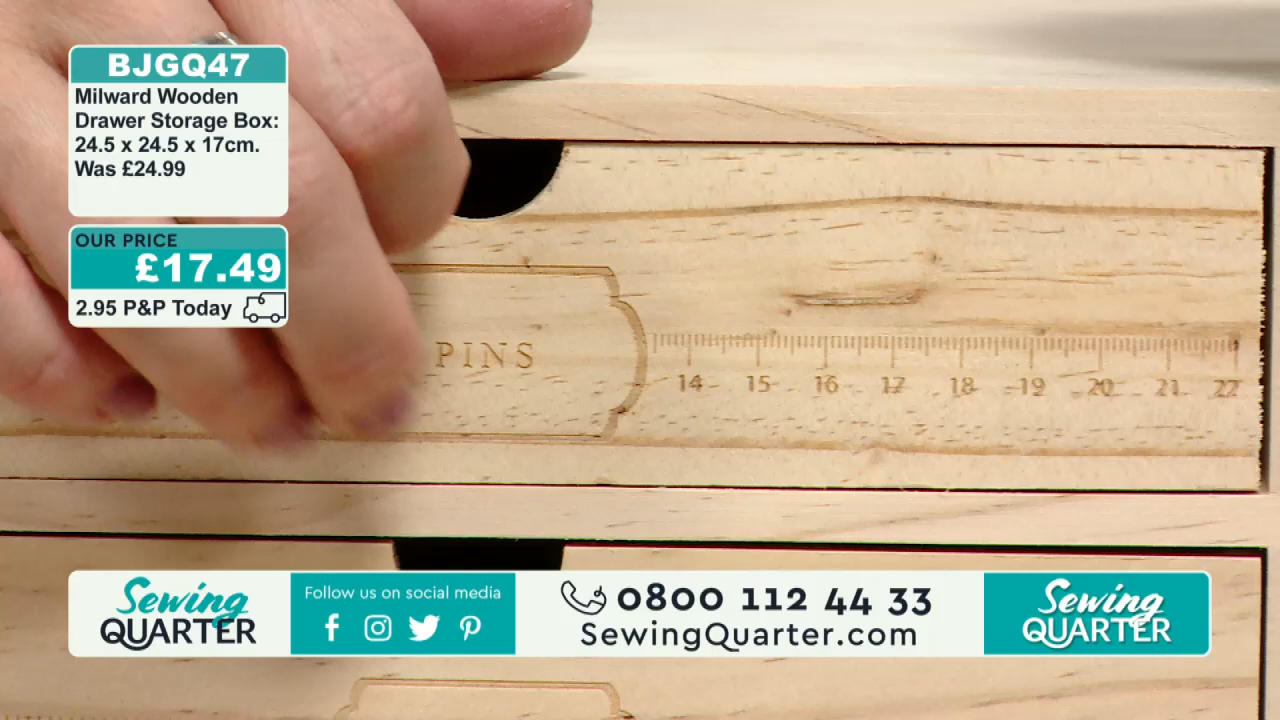 BJGQ47
Milward Wooden
Drawer Storage Box:
24.5 x 24.5 x 17cm.
Was £24.99
OUR PRICE
£17.49
2.95 P&P Today
PINS
14 15 16 17 18 19 20 21 22
Sewing
QUARTER
Follow us on social media
0800 112 44 33
SewingQuarter.com
Sewing
QUARTER